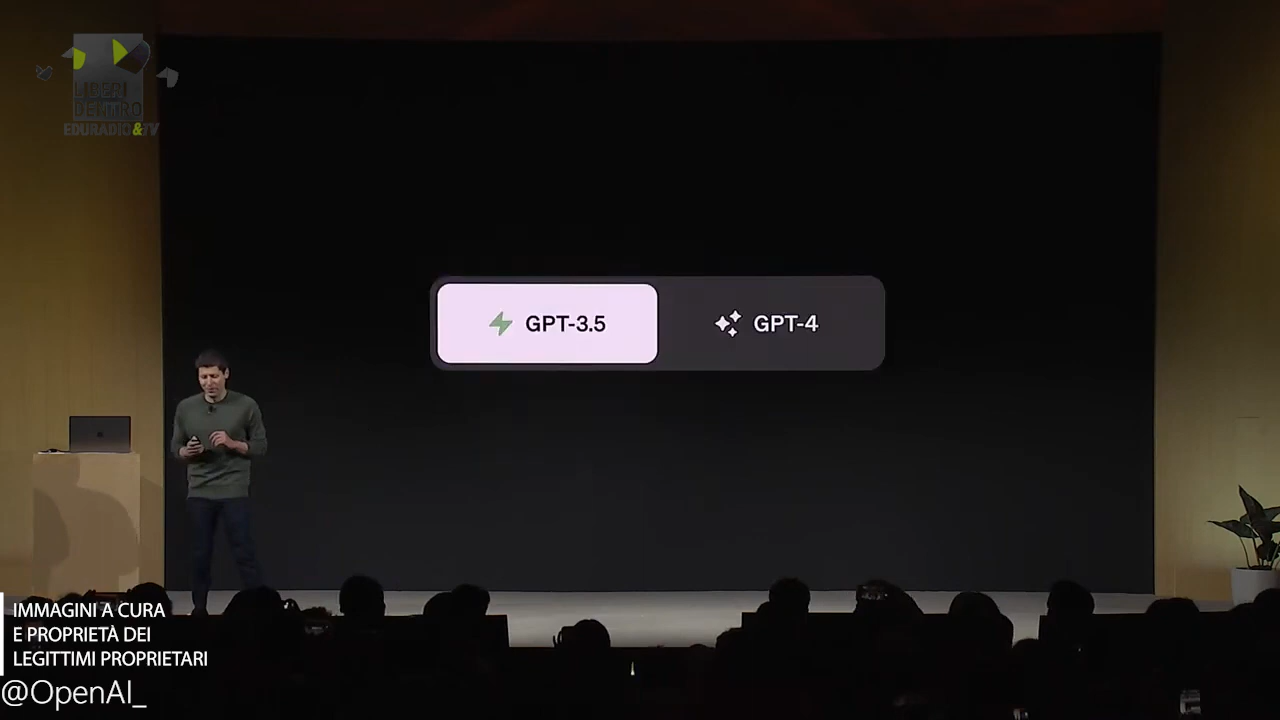 LIBERI
DENTRO
EDURADIO&TV
GPT-3.5
GPT-4
IMMAGINI A CURA
E PROPRIETÀ DEI
LEGITTIMI PROPRIETARI
@OpenAI_